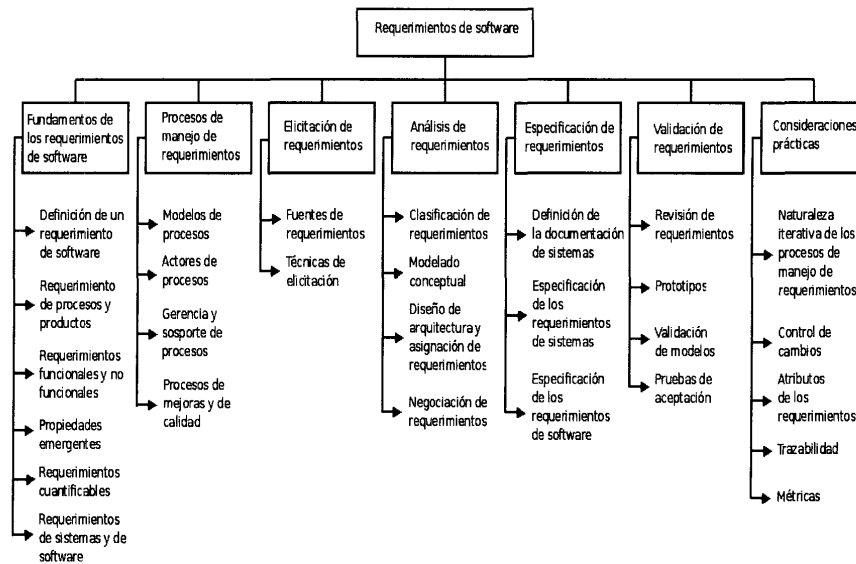 Requerimientos de software
Fundamentos de
los requerimientos
de software
Definición de un
requerimiento
de software
Requerimiento
de procesos y
productos
Requerimientos
funcionales y no
funcionales
Propiedades
emergentes
Requerimientos
cuantificables
Requerimientos
de sistemas y de
software
Procesos de
manejo de
requerimientos
Modelos de
procesos
Actores de
procesos
Gerencia y
sosporte de
procesos
Procesos de
mejoras y de
calidad
Elicitación de
requerimientos
Fuentes de
requerimientos
Técnicas de
elicitación
Análisis de
requerimientos
Clasificación de
requerimientos
Modelado
conceptual
Diseño de
arquitectura y
asignación de
requerimientos
Negociación de
requerimientos
Especificación de
requerimientos
Definición de
la documentación
de sistemas
Especificación
de los
requerimientos
de sistemas
Especificación
de los
requerimientos
de software
Validación de
requerimientos
Revisión de
requerimientos
Prototipos
Validación
de modelos
Pruebas de
aceptación
Consideraciones
prácticas
Naturaleza
iterativa de los
procesos de
manejo de
requerimientos
Control de
cambios
Atributos
de los
requerimientos
Trazabilidad
Métricas